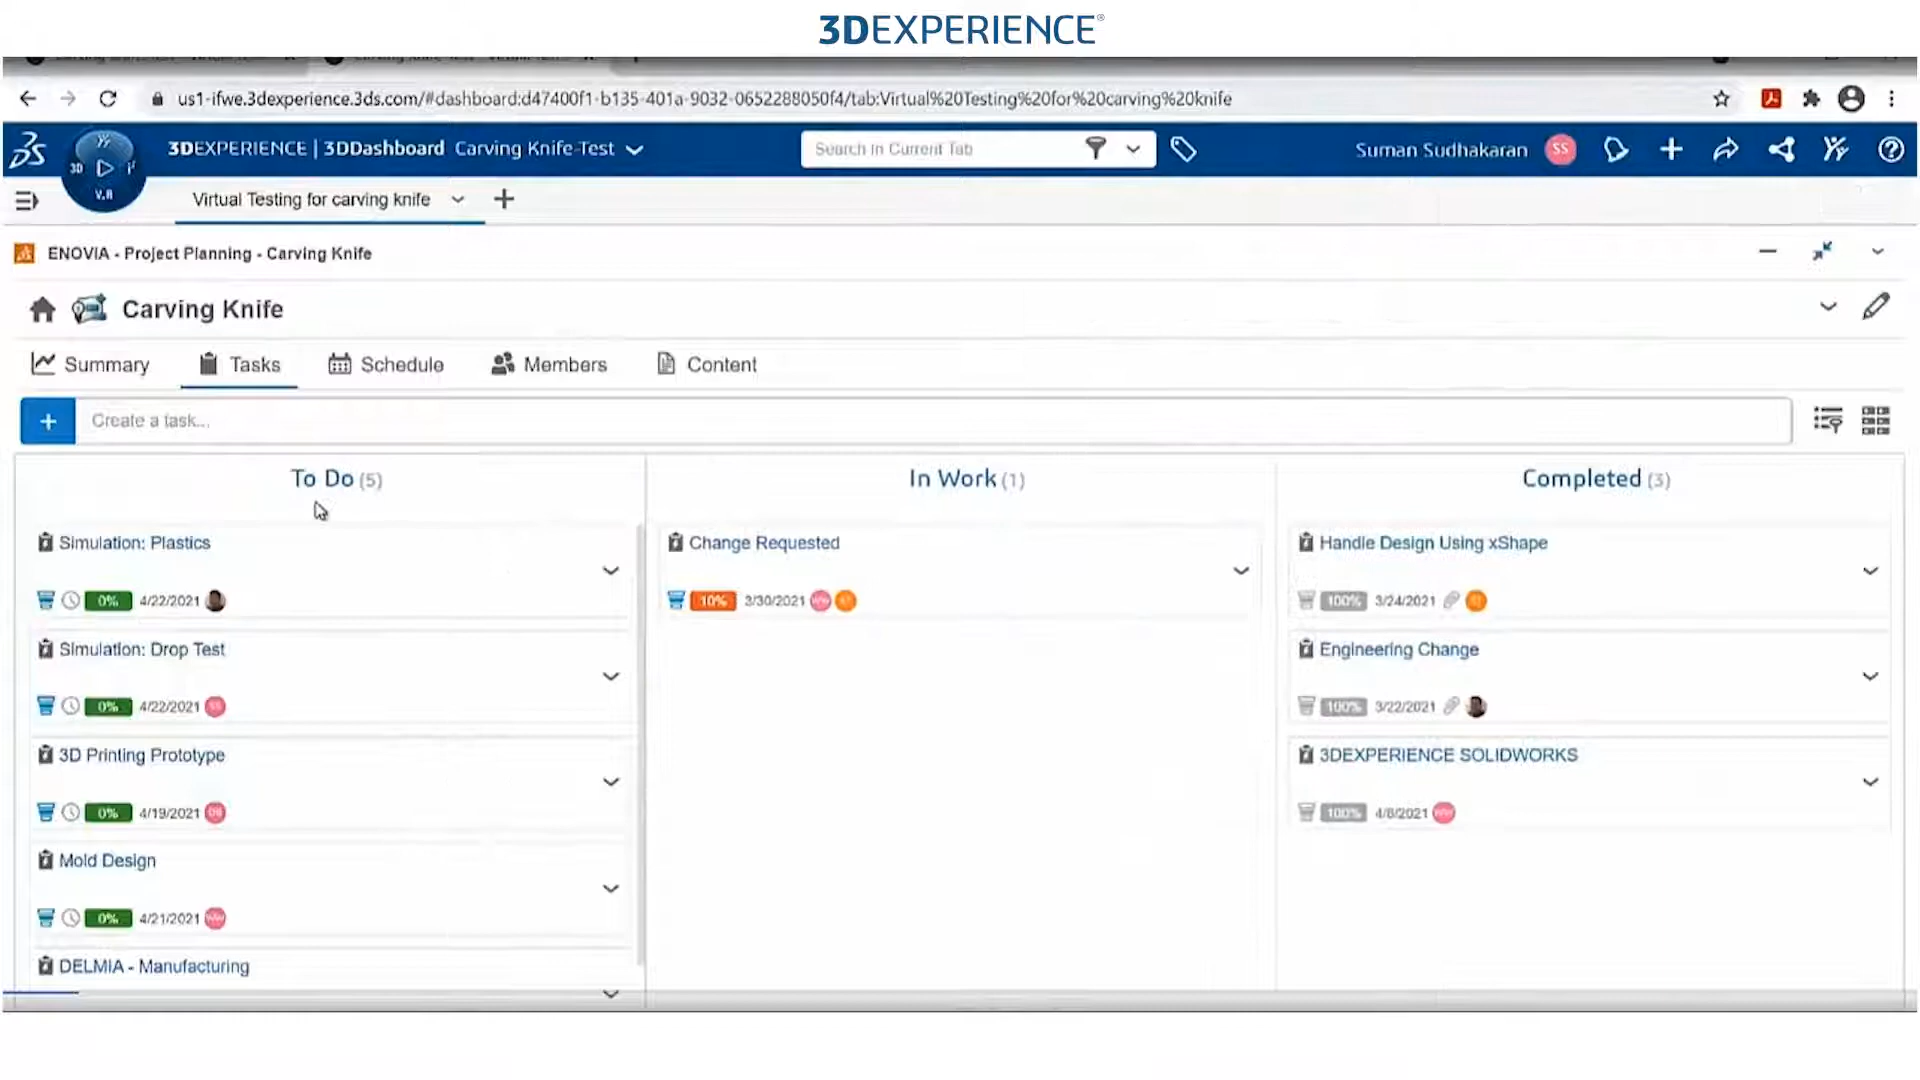 3DEXPERIENCE®
us1-ifwe.3dexperience.3ds.com/#dashboard:d47400f1-b135-401a-9032-0652288050f4/tab:Virtual%20Testing%20for%20carving%20knife
3DEXPERIENCE | 3DDashboard Carving Knife-Test
Search in Current Tab
Suman Sudhakaran SS
3D
V.R
Virtual Testing for carving knife
ENOVIA - Project Planning - Carving Knife
Carving Knife
Summary Tasks Schedule Members Content
+ Create a task...
To Do (5) In Work (1) Completed (3)
Simulation: Plastics
0% 4/22/2021
Simulation: Drop Test
0% 4/22/2021 SS
3D Printing Prototype
0% 4/19/2021
Mold Design
0% 4/21/2021
DELMIA - Manufacturing
Change Requested
10% 3/30/2021
Handle Design Using xShape
100% 3/24/2021
Engineering Change
100% 3/22/2021
3DEXPERIENCE SOLIDWORKS
100% 4/8/2021